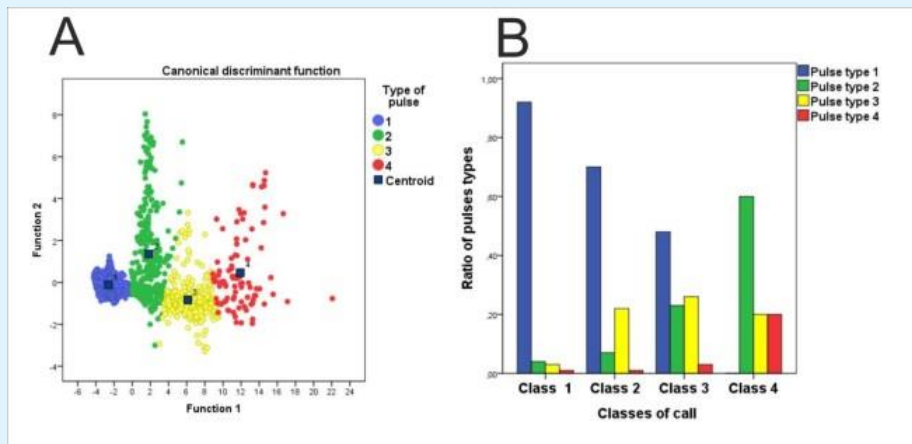 A
Canonical discriminant function
Type of
pulse
1
2
3
4
Centroid
Function 2
8
6
4
2
0
-2
-4
-6 -4 -2 0 2 4 6 8 10 12 14 16 18 20 22 24
Function 1
B
Pulse type 1
Pulse type 2
Pulse type 3
Pulse type 4
Ratio of pulses types
1,00
,80
,60
,40
,20
,00
Class 1 Class 2 Class 3 Class 4
Classes of call